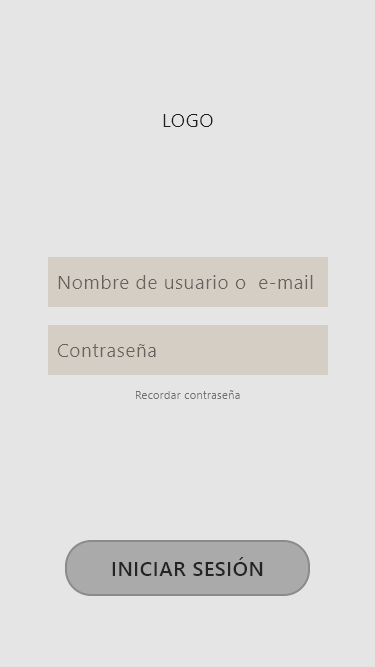 LOGO
Nombre de usuario o e-mail
Contraseña
Recordar contraseña
INICIAR SESIÓN